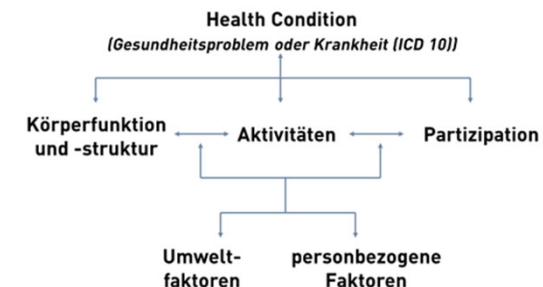 Health Condition
(Gesundheitsproblem oder Krankheit (ICD 10))
Körperfunktion
und -struktur
Aktivitäten
Partizipation
Umwelt-
faktoren
personbezogene
Faktoren